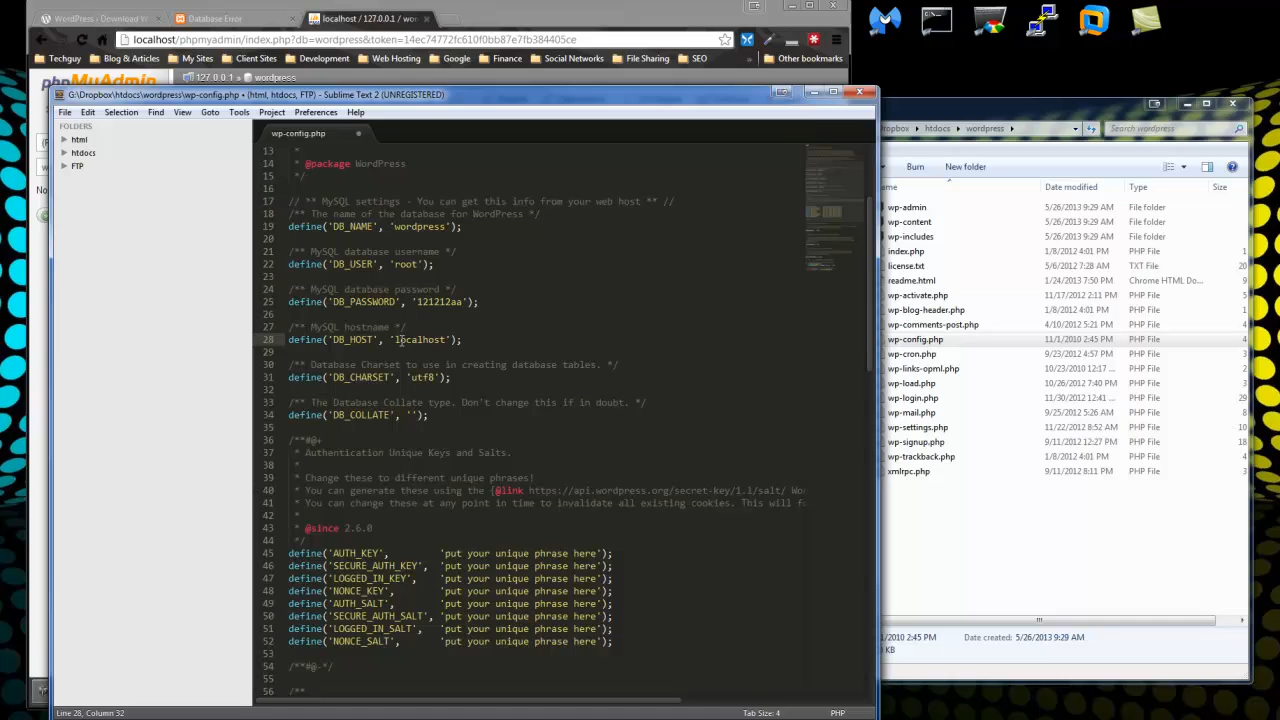 WordPress › Download W
Database Error
localhost / 127.0.0.1 / wor
localhost/phpmyadmin/index.php?db=wordpress&token=14ec74772fc610f0bb87e7fb384405ce
Techguy
Blog & Articles
My Sites
Client Sites
Development
Web Hosting
Google
Finance
Social Networks
File Sharing
SEO
»
Other bookmarks
phpMyAdmin
127.0.0.1 » wordpress
G:\Dropbox\htdocs\wordpress\wp-config.php • (html, htdocs, FTP) - Sublime Text 2 (UNREGISTERED)
File Edit Selection Find View Goto Tools Project Preferences Help
FOLDERS
html
htdocs
FTP
No
wp-config.php
13 *
14 * @package WordPress
15 */
16
17 // ** MySQL settings - You can get this info from your web host ** //
18 /** The name of the database for WordPress */
19 define('DB_NAME', 'wordpress');
20
21 /** MySQL database username */
22 define('DB_USER', 'root');
23
24 /** MySQL database password */
25 define('DB_PASSWORD', '121212aa');
26
27 /** MySQL hostname */
28 define('DB_HOST', 'localhost');
29
30 /** Database Charset to use in creating database tables. */
31 define('DB_CHARSET', 'utf8');
32
33 /** The Database Collate type. Don't change this if in doubt. */
34 define('DB_COLLATE', '');
35
36 /**#@+
37 * Authentication Unique Keys and Salts.
38 *
39 * Change these to different unique phrases!
40 * You can generate these using the {@link https://api.wordpress.org/secret-key/1.1/salt/ Wor
41 * You can change these at any point in time to invalidate all existing cookies. This will f
42 *
43 * @since 2.6.0
44 */
45 define('AUTH_KEY', 'put your unique phrase here');
46 define('SECURE_AUTH_KEY', 'put your unique phrase here');
47 define('LOGGED_IN_KEY', 'put your unique phrase here');
48 define('NONCE_KEY', 'put your unique phrase here');
49 define('AUTH_SALT', 'put your unique phrase here');
50 define('SECURE_AUTH_SALT', 'put your unique phrase here');
51 define('LOGGED_IN_SALT', 'put your unique phrase here');
52 define('NONCE_SALT', 'put your unique phrase here');
53
54 /**#@-*/
55
56 /**
Line 28, Column 32
Tab Size: 4
PHP
Dropbox
htdocs
wordpress
Search wordpress
Burn
New folder
ame Date modified Type Size
wp-admin 5/26/2013 9:29 AM File folder
wp-content 5/26/2013 9:29 AM File folder
wp-includes 5/26/2013 9:29 AM File folder
index.php 1/8/2012 4:01 PM PHP File 1
license.txt 5/6/2012 7:28 AM TXT File 20
readme.html 1/24/2013 7:50 PM Chrome HTML Do... 9
wp-activate.php 11/17/2012 2:11 PM PHP File 5
wp-blog-header.php 1/8/2012 4:01 PM PHP File 1
wp-comments-post.php 4/10/2012 5:21 PM PHP File 4
wp-config.php 11/1/2010 2:45 PM PHP File 4
wp-cron.php 9/23/2012 4:57 PM PHP File 3
wp-links-opml.php 10/23/2010 12:17 ... PHP File 2
wp-load.php 10/26/2012 7:40 PM PHP File 3
wp-login.php 11/30/2012 12:41 ... PHP File 29
wp-mail.php 9/25/2012 5:26 AM PHP File 8
wp-settings.php 11/22/2012 8:52 AM PHP File 10
wp-signup.php 9/11/2012 12:27 PM PHP File 18
wp-trackback.php 1/8/2012 4:01 PM PHP File 4
xmlrpc.php 9/11/2012 8:11 PM PHP File 3
1/2010 2:45 PM
Date created: 5/26/2013 9:29 AM
KB